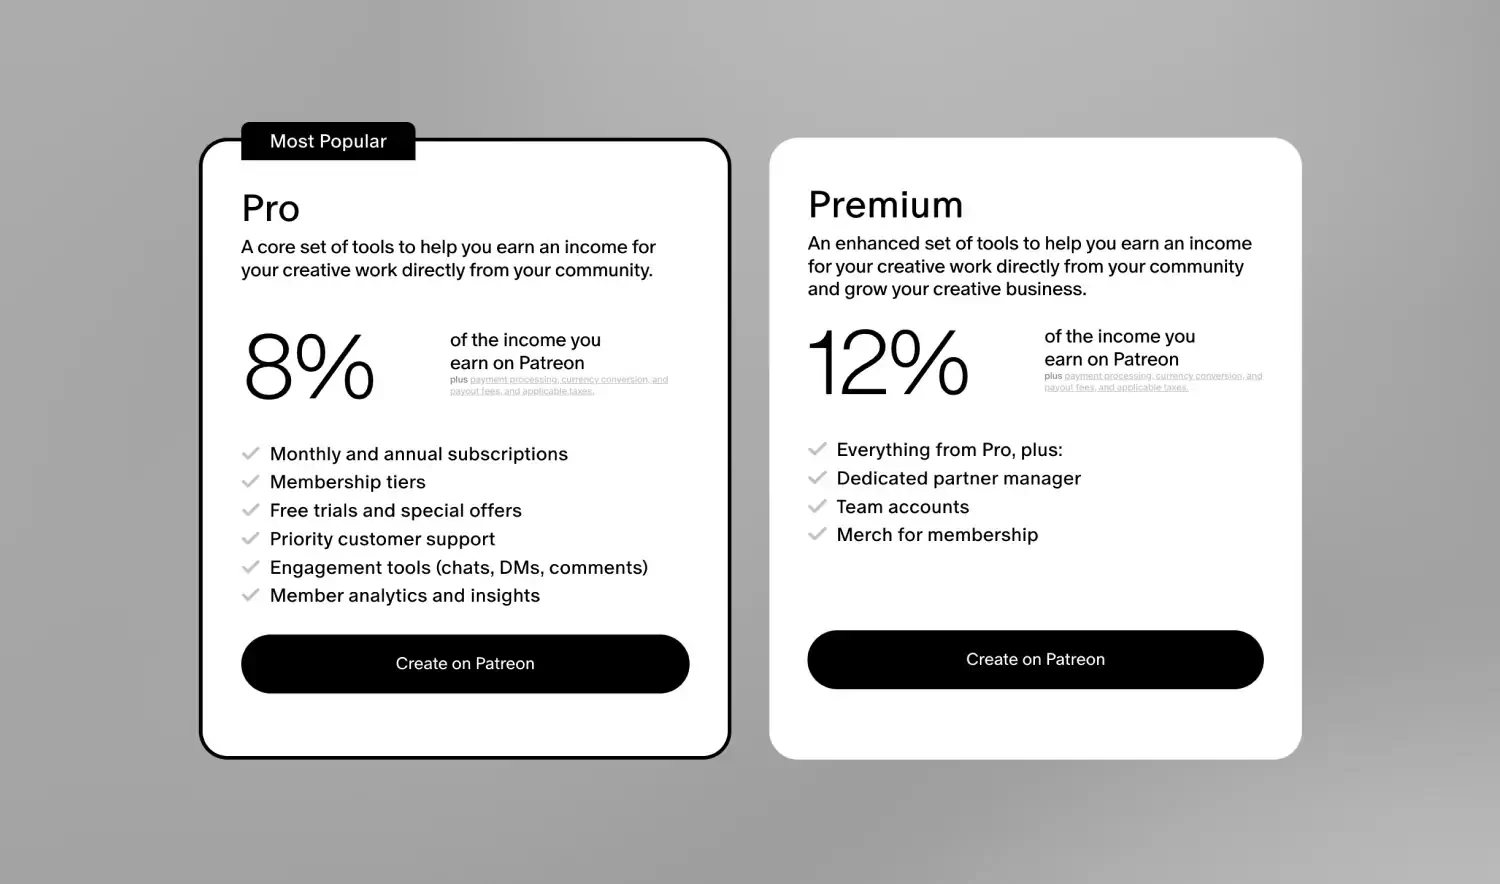 Most Popular
Pro
A core set of tools to help you earn an income for
your creative work directly from your community.
8%
of the income you
earn on Patreon
plus payment processing, currency conversion, and
payout fees, and applicable taxes.
Monthly and annual subscriptions
Membership tiers
Free trials and special offers
Priority customer support
Engagement tools (chats, DMs, comments)
Member analytics and insights
Create on Patreon
Premium
An enhanced set of tools to help you earn an income
for your creative work directly from your community
and grow your creative business.
12%
of the income you
earn on Patreon
plus payment processing, currency conversion, and
payout fees, and applicable taxes.
Everything from Pro, plus:
Dedicated partner manager
Team accounts
Merch for membership
Create on Patreon